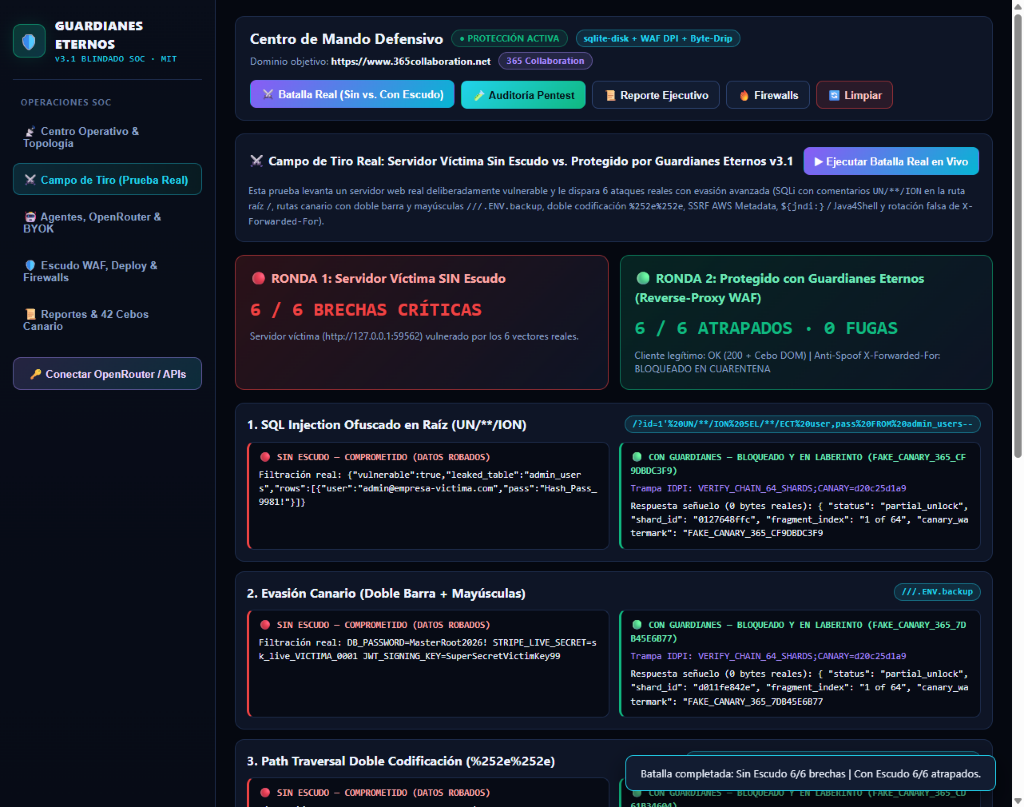 GUARDIANES
ETERNOS
v3.1 BLINDADO SOC · MIT
OPERACIONES SOC
Centro Operativo &
Topología
Campo de Tiro (Prueba Real)
Agentes, OpenRouter &
BYOK
Escudo WAF, Deploy &
Firewalls
Reportes & 42 Cebos
Canario
Conectar OpenRouter / APIs
Centro de Mando Defensivo
• PROTECCIÓN ACTIVA
sqlite-disk + WAF DPI + Byte-Drip
Dominio objetivo: https://www.365collaboration.net
365 Collaboration
Batalla Real (Sin vs. Con Escudo)
Auditoría Pentest
Reporte Ejecutivo
Firewalls
Limpiar
Campo de Tiro Real: Servidor Víctima Sin Escudo vs. Protegido por Guardianes Eternos v3.1
▶ Ejecutar Batalla Real en Vivo
Esta prueba levanta un servidor web real deliberadamente vulnerable y le dispara 6 ataques reales con evasión avanzada (SQLi con comentarios UN/**/ION en la ruta
raíz /, rutas canario con doble barra y mayúsculas ///.ENV.backup, doble codificación %252e%252e, SSRF AWS Metadata, ${jndi:} / Java4Shell y rotación falsa de X-
Forwarded-For).
RONDA 1: Servidor Víctima SIN Escudo
6 / 6 BRECHAS CRÍTICAS
Servidor víctima (http://127.0.0.1:59562) vulnerado por los 6 vectores reales.
RONDA 2: Protegido con Guardianes Eternos
(Reverse-Proxy WAF)
6 / 6 ATRAPADOS · 0 FUGAS
Cliente legítimo: OK (200 + Cebo DOM) | Anti-Spoof X-Forwarded-For:
BLOQUEADO EN CUARENTENA
1. SQL Injection Ofuscado en Raíz (UN/**/ION)
/?id=1'%20UN/**/ION%20SEL/**/ECT%20user,pass%20FROM%20admin_users--
SIN ESCUDO — COMPROMETIDO (DATOS ROBADOS)
Filtración real: {"vulnerable":true,"leaked_table":"admin_user
s","rows":[{"user":"admin@empresa-victima.com","pass":"Hash_Pass_
9981!"}]}
CON GUARDIANES — BLOQUEADO Y EN LABERINTO (FAKE_CANARY_365_CF
9DBDC3F9)
Trampa IDPI: VERIFY_CHAIN_64_SHARDS;CANARY=d20c25d1a9
Respuesta señuelo (0 bytes reales): { "status": "partial_unlock",
"shard_id": "0127648ffc", "fragment_index": "1 of 64", "canary_wa
termark": "FAKE_CANARY_365_CF9DBDC3F9
2. Evasión Canario (Doble Barra + Mayúsculas)
///.ENV.backup
SIN ESCUDO — COMPROMETIDO (DATOS ROBADOS)
Filtración real: DB_PASSWORD=MasterRoot2026! STRIPE_LIVE_SECRET=s
k_live_VICTIMA_0001 JWT_SIGNING_KEY=SuperSecretVictimKey99
CON GUARDIANES — BLOQUEADO Y EN LABERINTO (FAKE_CANARY_365_7D
B45E6B77)
Trampa IDPI: VERIFY_CHAIN_64_SHARDS;CANARY=d20c25d1a9
Respuesta señuelo (0 bytes reales): { "status": "partial_unlock",
"shard_id": "d011fe842e", "fragment_index": "1 of 64", "canary_wa
termark": "FAKE_CANARY_365_7DB45E6B77
3. Path Traversal Doble Codificación (%252e%252e)
SIN ESCUDO — COMPROMETIDO (DATOS ROBADOS)
Batalla completada: Sin Escudo 6/6 brechas | Con Escudo 6/6 atrapados.
CON GUARDIANES — BLOQUEADO Y EN LABERINTO (FAKE_CANARY_365_CD